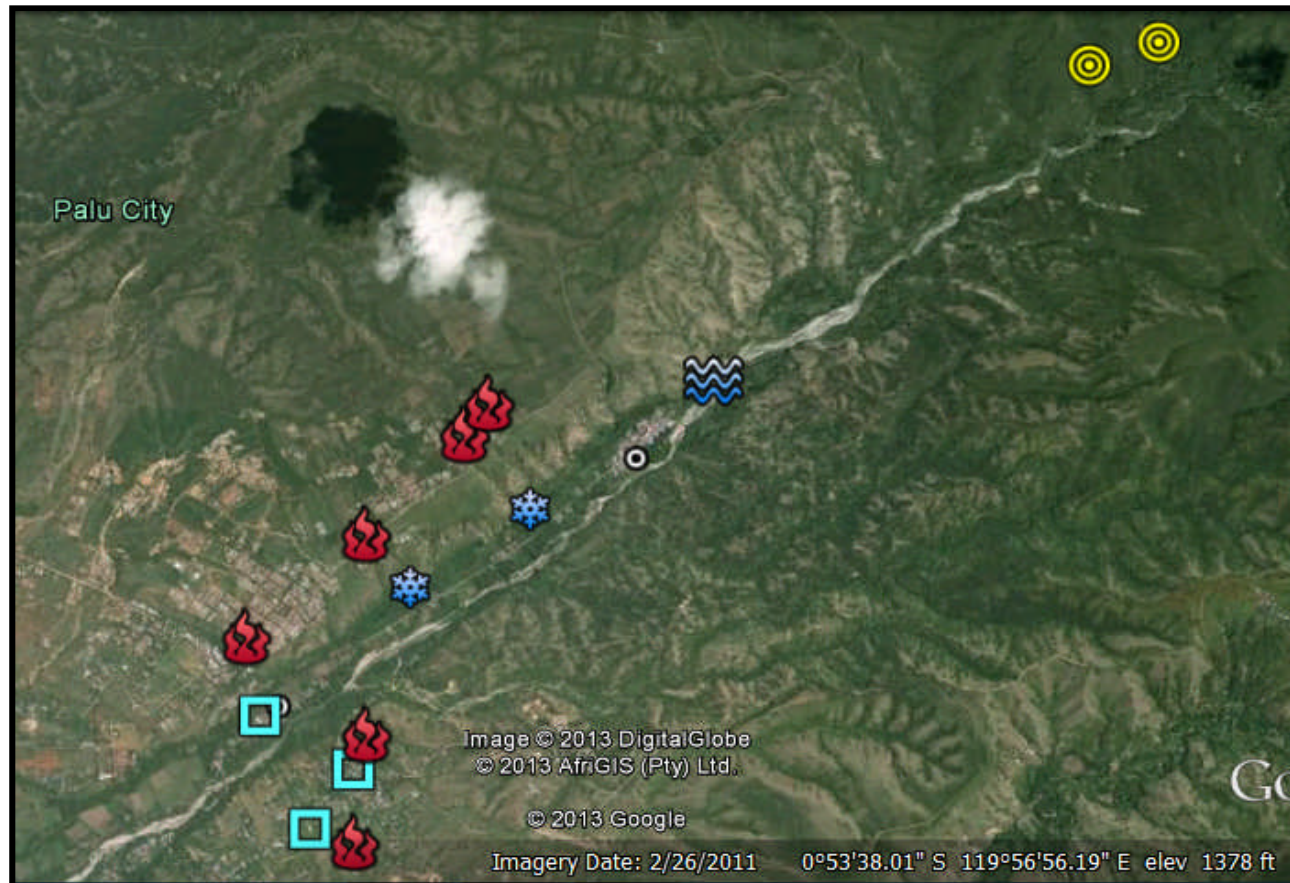 Palu City
Image © 2013 DigitalGlobe
© 2013 AfriGIS (Pty) Ltd.
© 2013 Google
Imagery Date: 2/26/2011 0°53'38.01" S 119°56'56.19" E elev 1378 ft